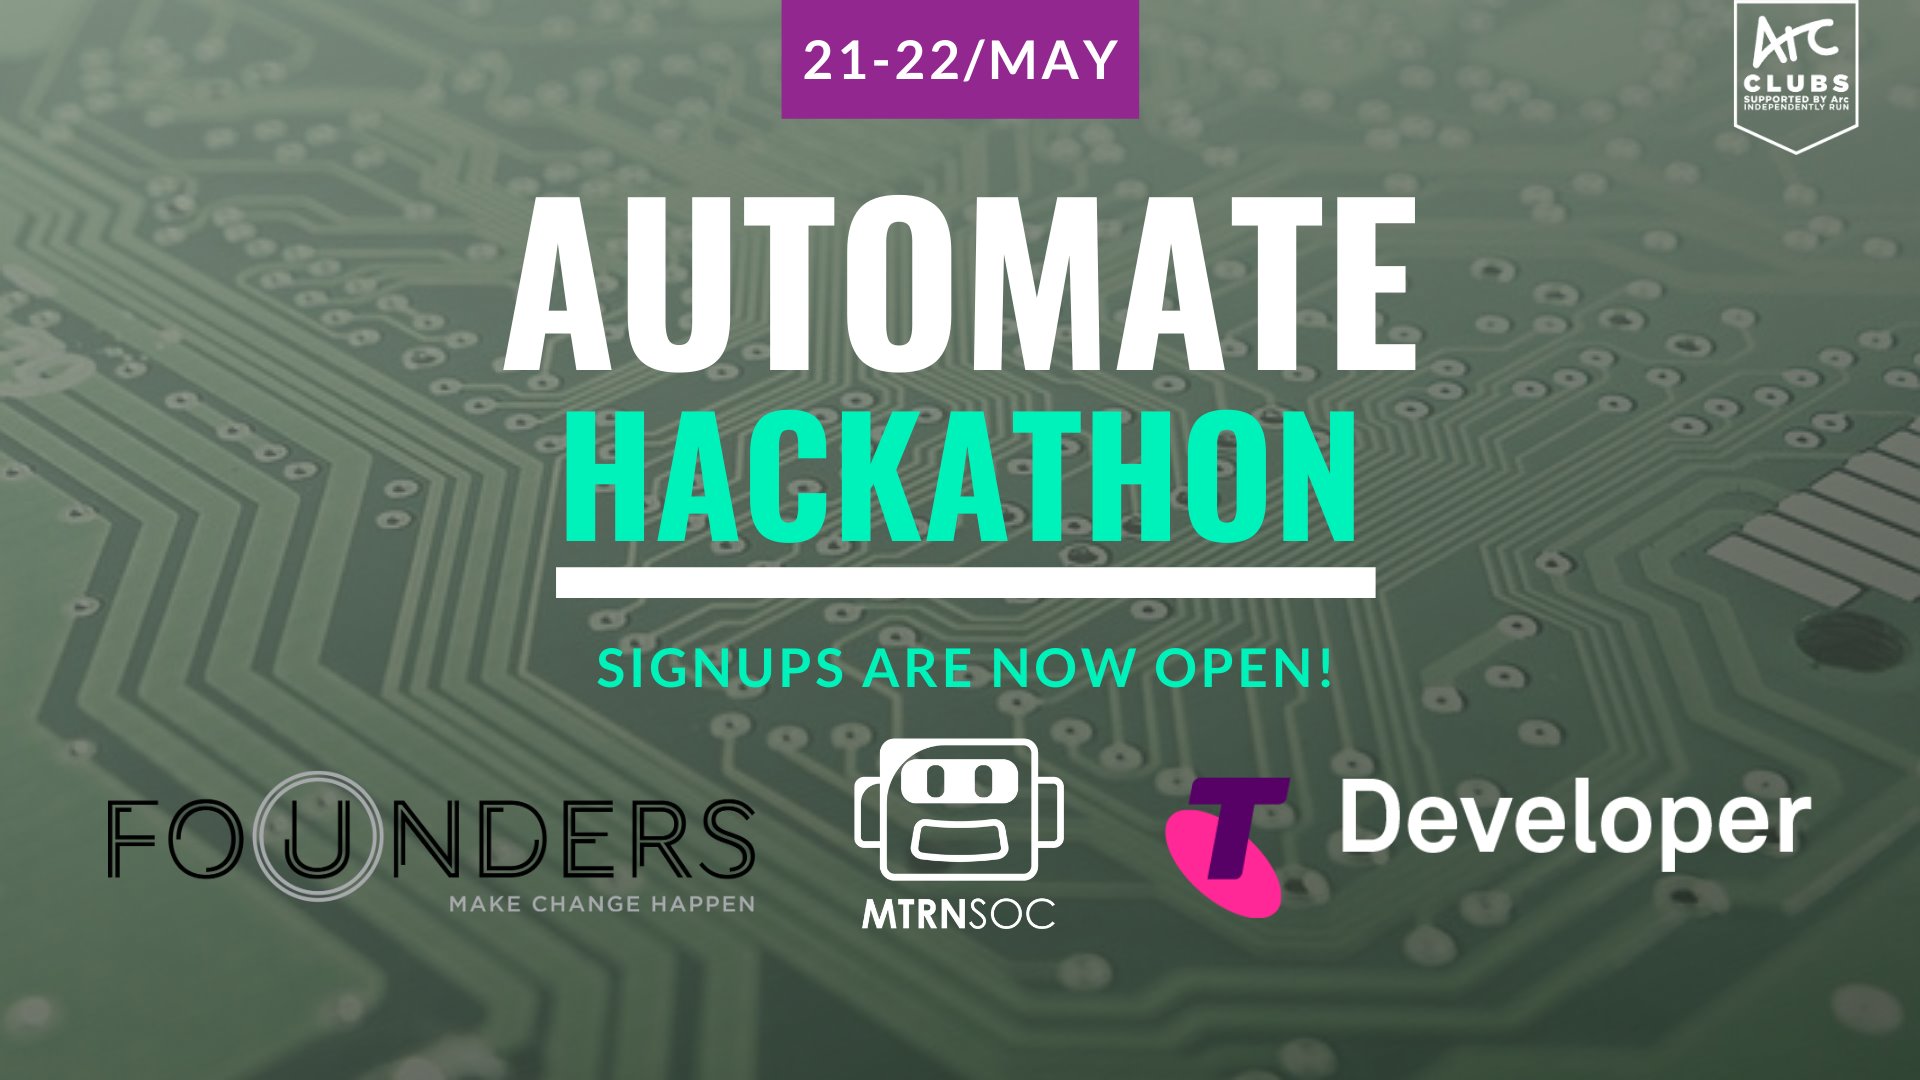 21-22/MAY
Arc
CLUBS
SUPPORTED BY Arc
INDEPENDENTLY RUN
AUTOMATE
HACKATHON
SIGNUPS ARE NOW OPEN!
FOUNDERS
MAKE CHANGE HAPPEN
MTRNSOC
T Developer